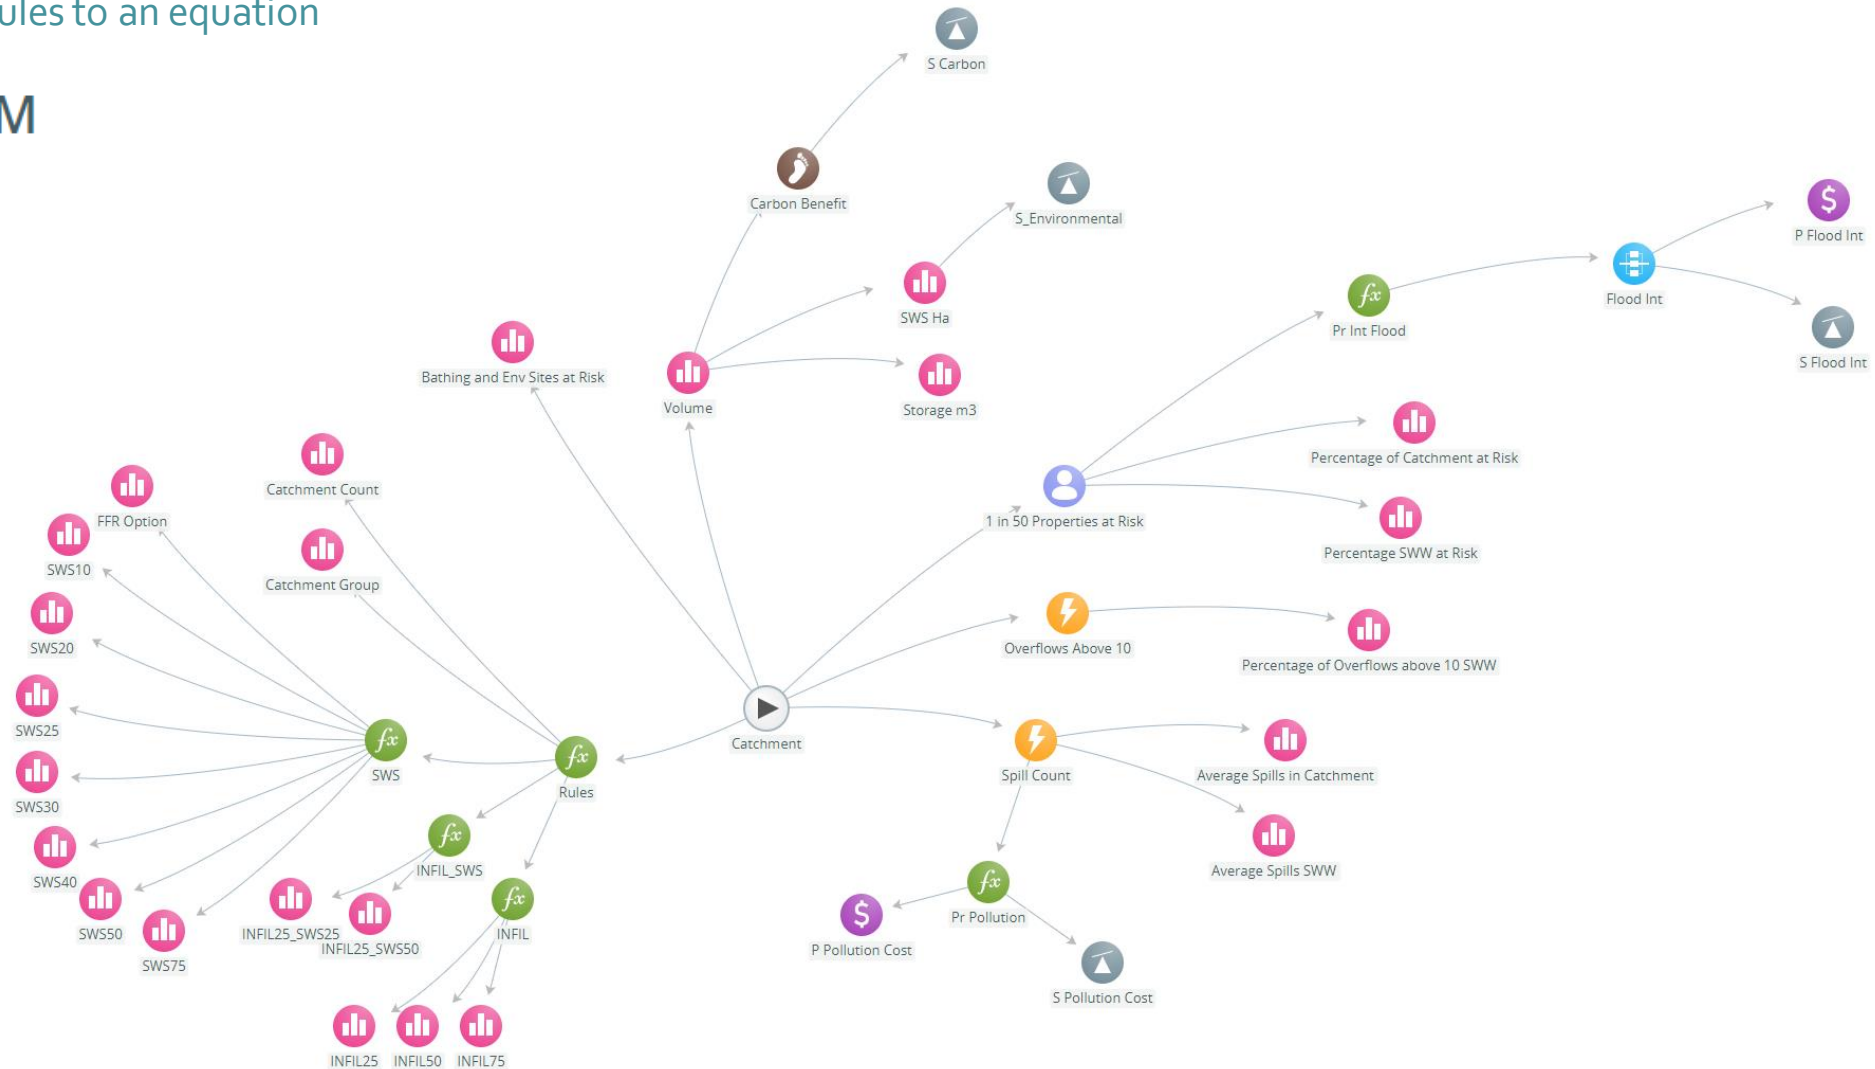 ules to an equation
M
S Carbon
Carbon Benefit
S_Environmental
P Flood Int
SWS Ha
Flood Int
Pr Int Flood
S Flood Int
Bathing and Env Sites at Risk
Volume
Storage m3
Percentage of Catchment at Risk
Catchment Count
FFR Option
1 in 50 Properties at Risk
Percentage SWW at Risk
SWS10
Catchment Group
SWS20
Overflows Above 10
Percentage of Overflows above 10 SWW
SWS25
Catchment
SWS
Rules
Spill Count
Average Spills in Catchment
SWS30
INFIL_SWS
Average Spills SWW
SWS40
SWS50
INFIL25_SWS25
INFIL25_SWS50
INFIL
Pr Pollution
P Pollution Cost
SWS75
S Pollution Cost
INFIL25
INFIL50
INFIL75